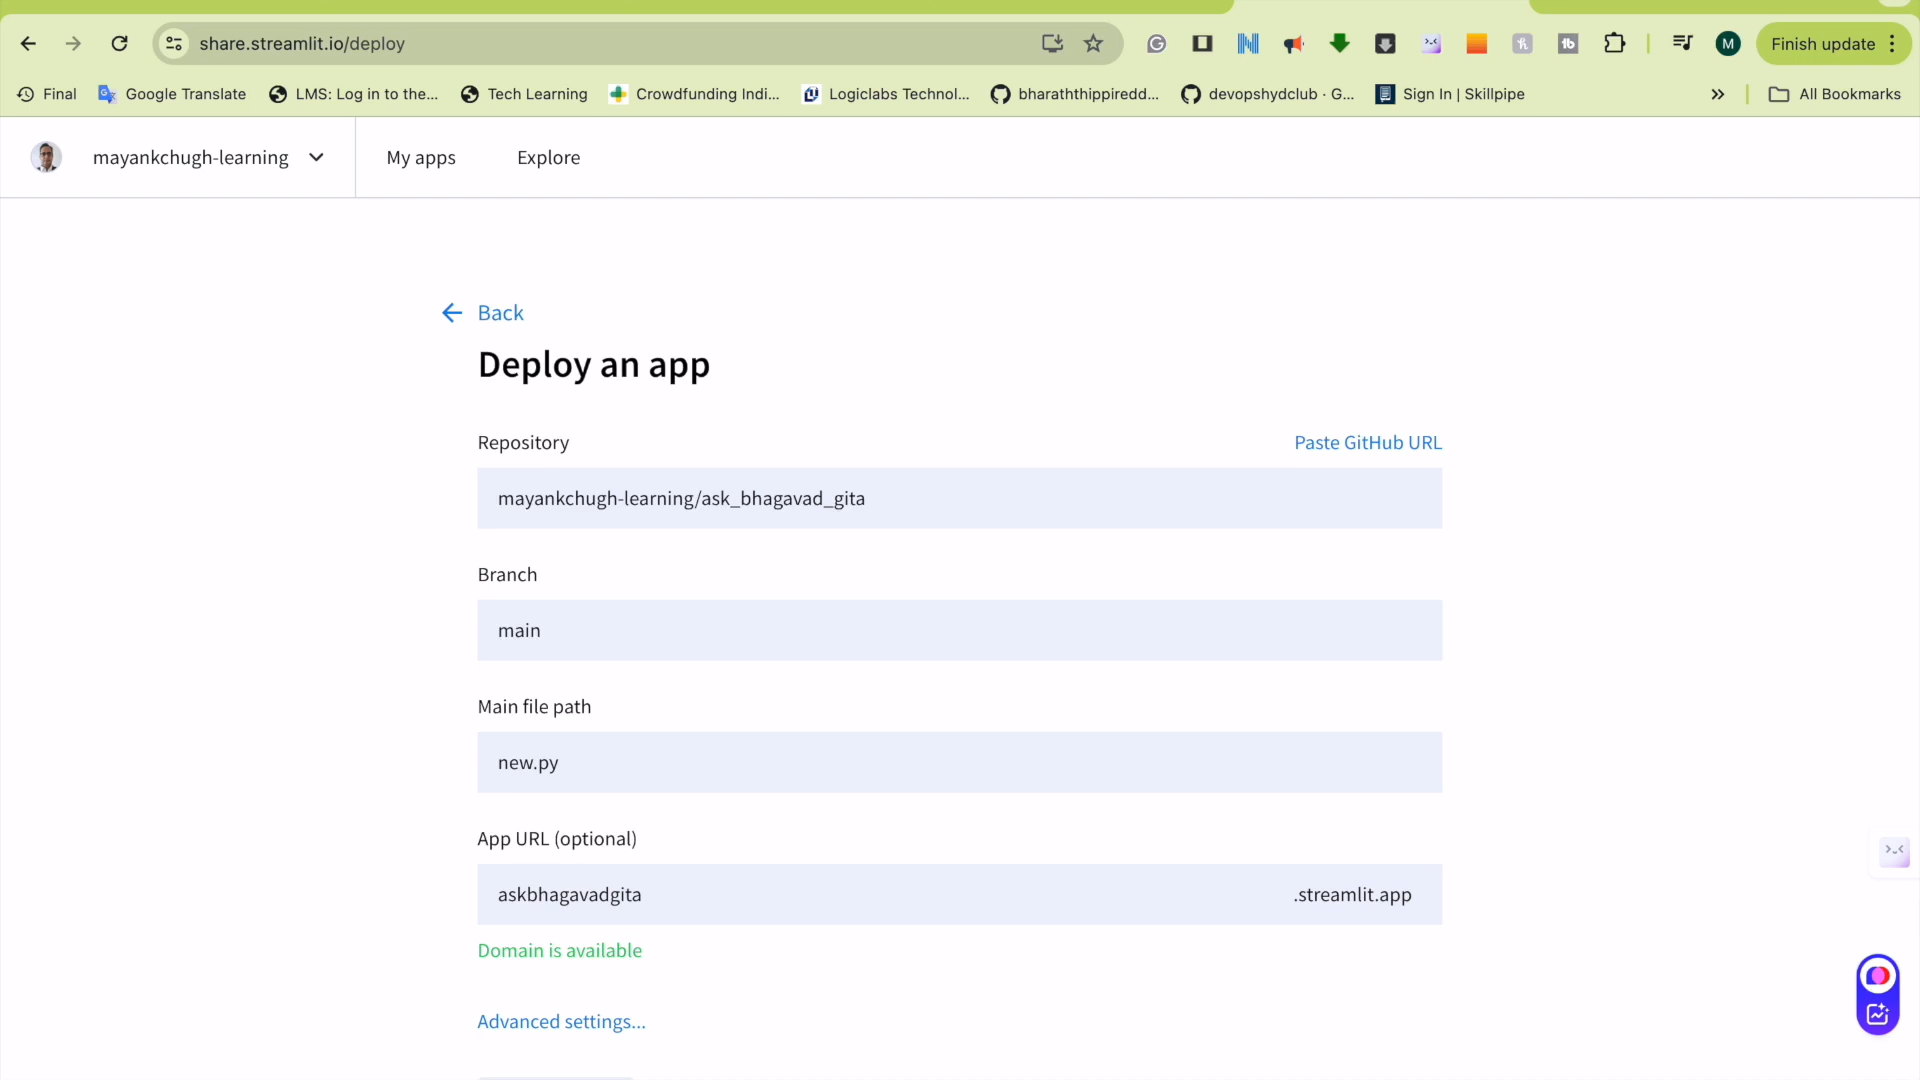 share.streamlit.io/deploy
M
Finish update
Final
Google Translate
LMS: Log in to the...
Tech Learning
Crowdfunding Indi...
Logiclabs Technol...
bharaththippiredd...
devopshydclub · G...
Sign In | Skillpipe
»
All Bookmarks
mayankchugh-learning
My apps
Explore
Back
Deploy an app
Repository
Paste GitHub URL
mayankchugh-learning/ask_bhagavad_gita
Branch
main
Main file path
new.py
App URL (optional)
askbhagavadgita
.streamlit.app
Domain is available
Advanced settings...